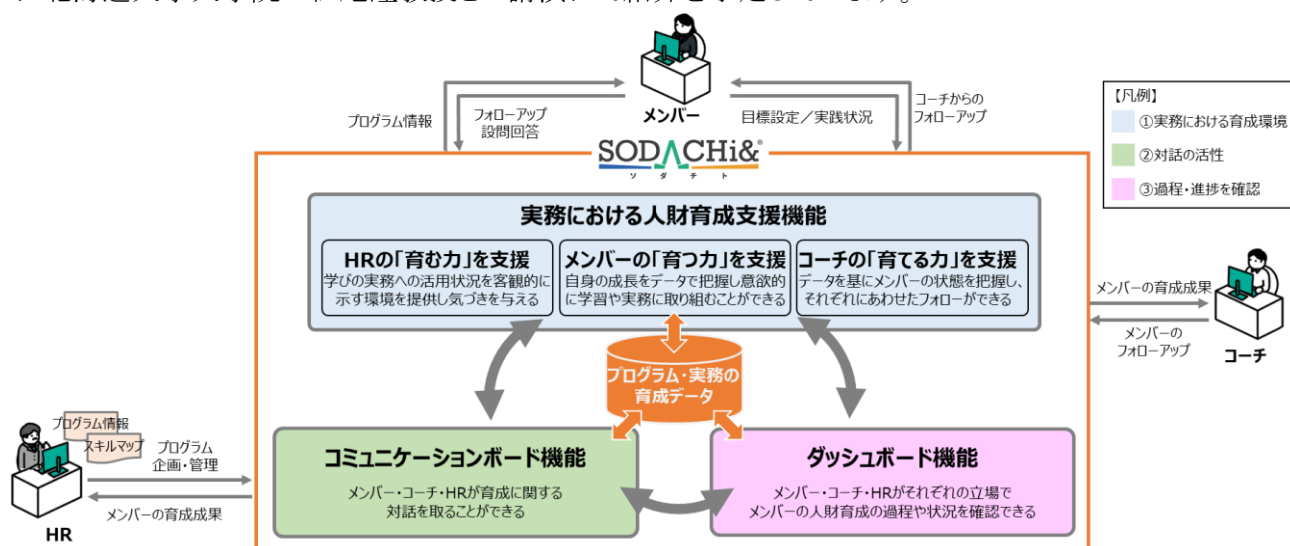 プログラム情報
フォローアップ
設問回答
メンバー
目標設定／実践状況
コーチからの
フォローアップ
【凡例】
①実務における育成環境
②対話の活性
③過程・進捗を確認
SODACHi&®
ソダチト
実務における人財育成支援機能
HRの「育む力」を支援
学びの実務への活用状況を客観的に
示す環境を提供し気づきを与える
メンバーの「育つ力」を支援
自身の成長をデータで把握し意欲的
に学習や実務に取り組むことができる
コーチの「育てる力」を支援
データを基にメンバーの状態を把握し、
それぞれにあわせたフォローができる
メンバーの育成成果
メンバーの
フォローアップ
コーチ
プログラム・実務の
育成データ
プログラム情報
スキルマップ
プログラム
企画・管理
メンバーの育成成果
HR
コミュニケーションボード機能
メンバー・コーチ・HRが育成に関する
対話を取ることができる
ダッシュボード機能
メンバー・コーチ・HRがそれぞれの立場で
メンバーの人財育成の過程や状況を確認できる